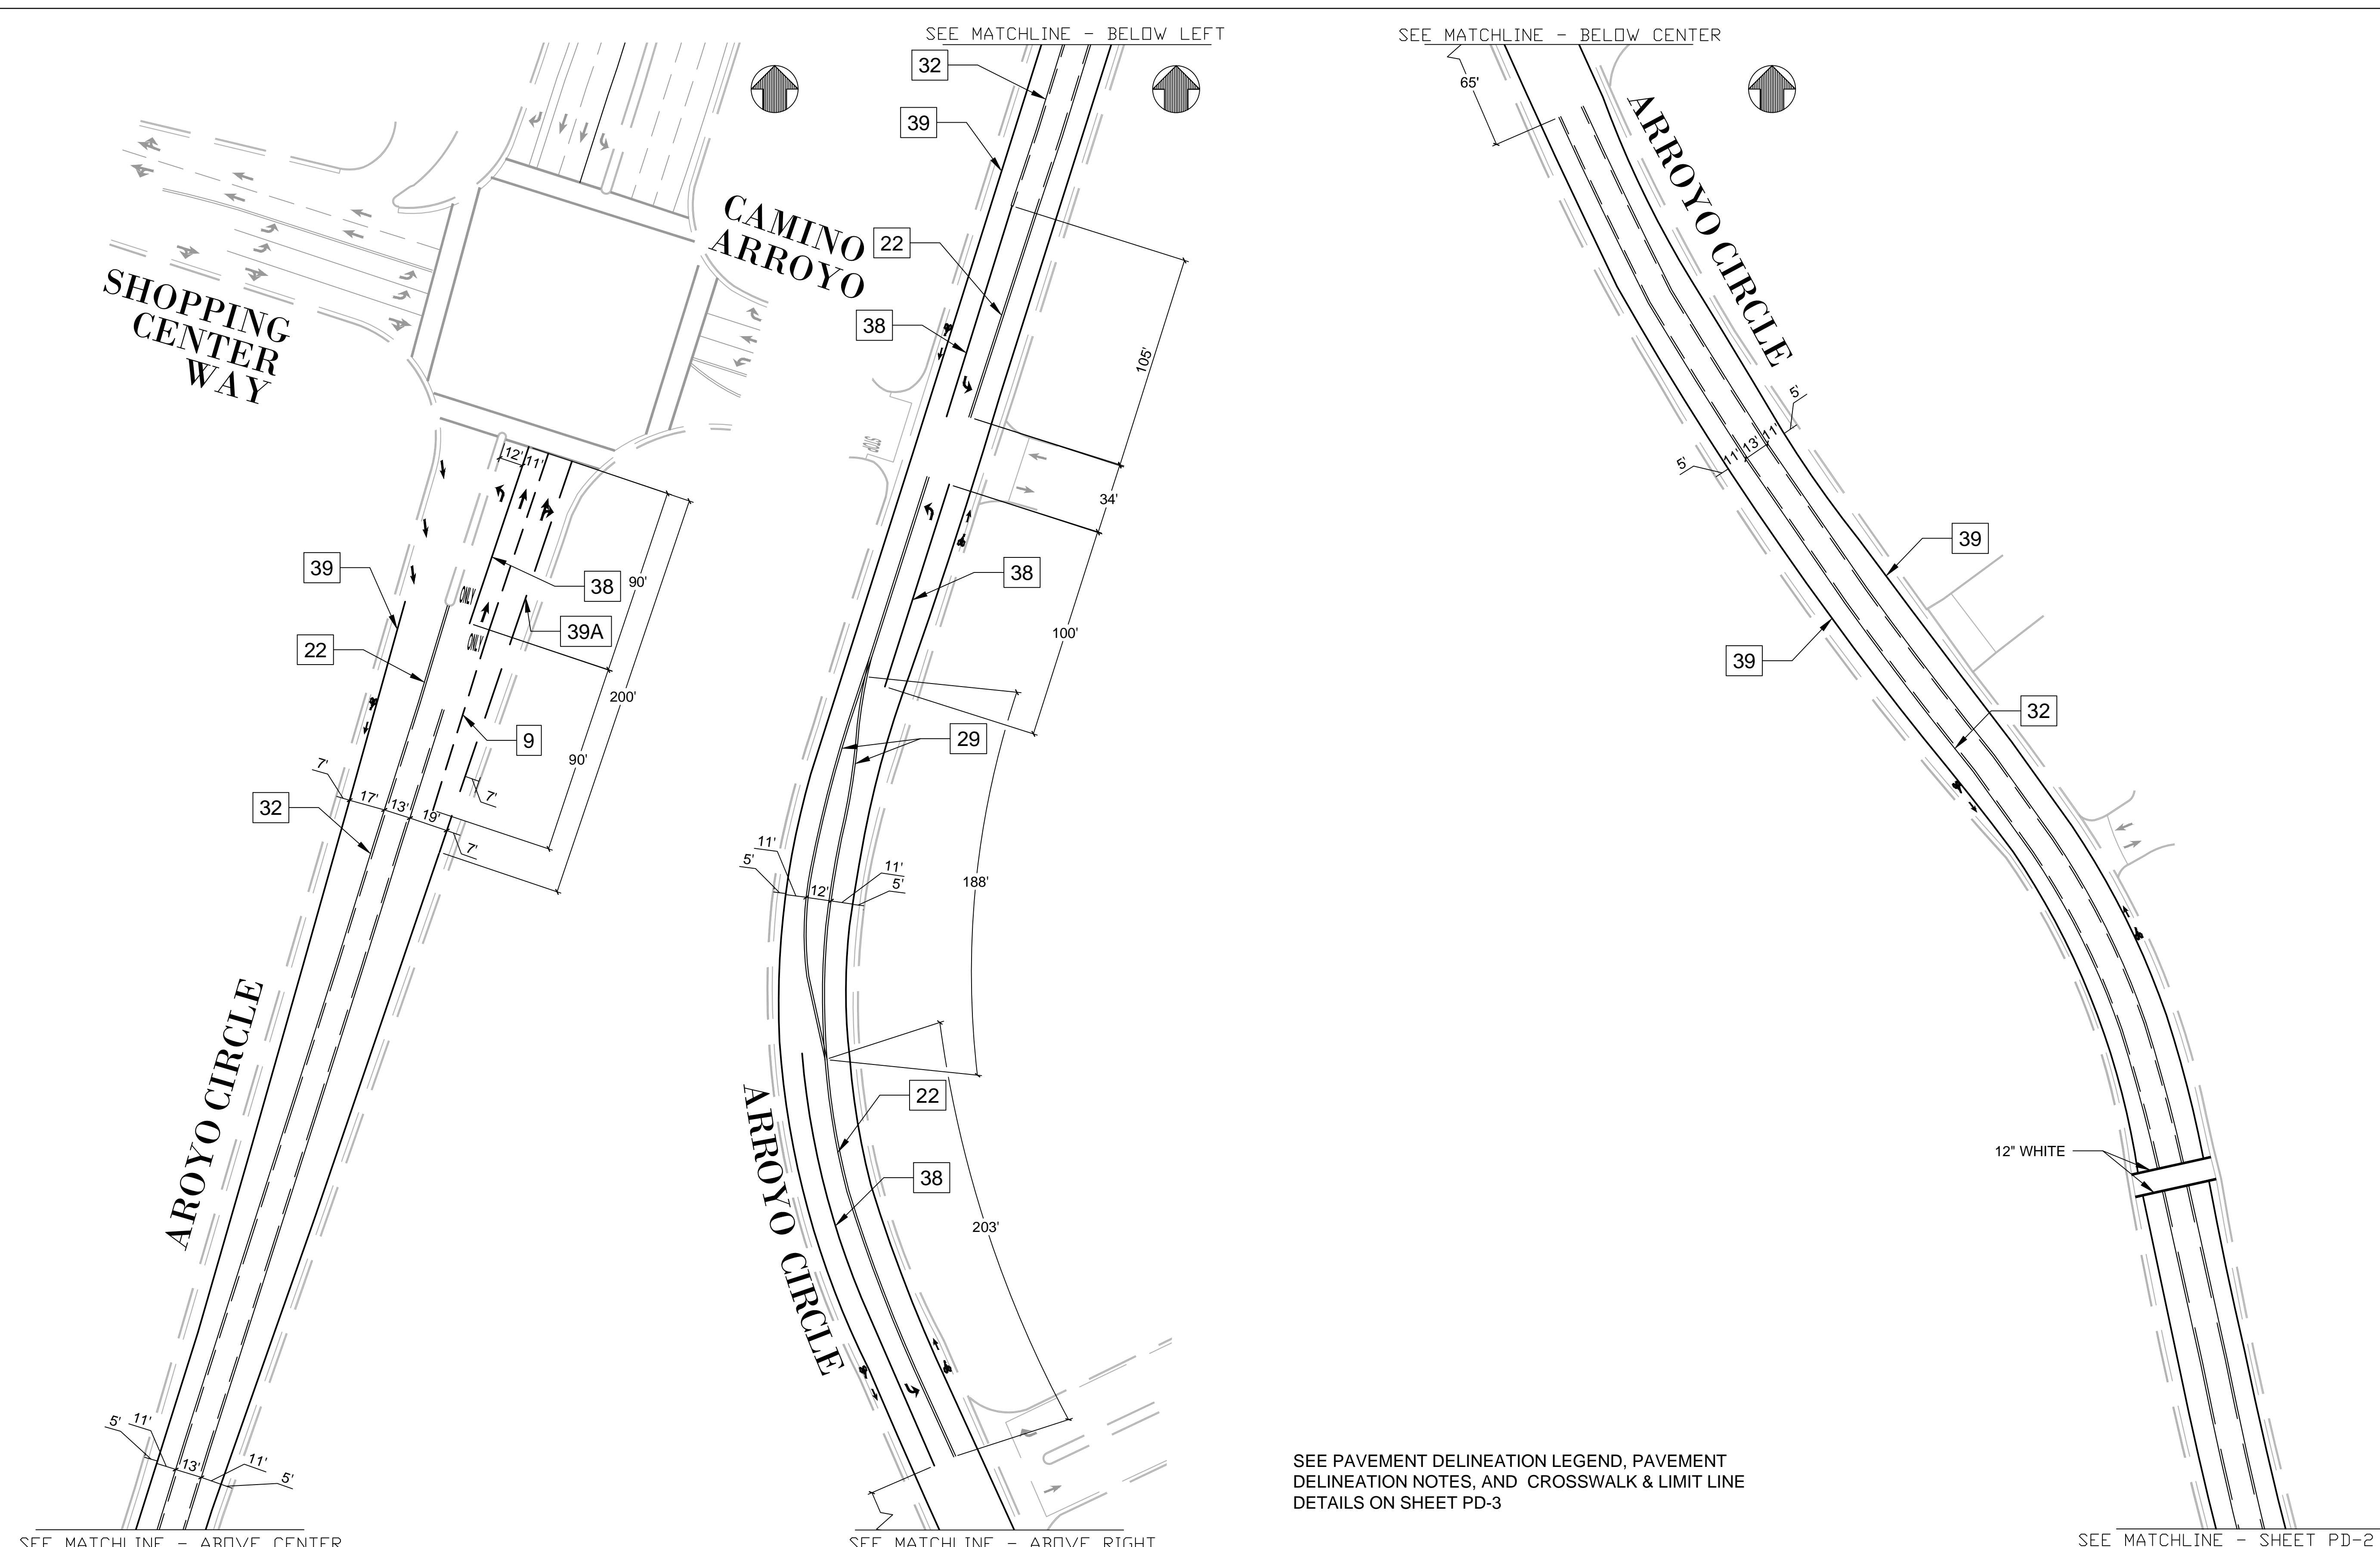 SEE MATCHLINE - BELOW LEFT
SEE MATCHLINE - BELOW CENTER
32
39
22
38
105'
34'
38
100'
29
11'
5'
12'
11'
5'
188'
22
38
203'
ARROYO CIRCLE
CAMINO
ARROYO
SHOPPING
CENTER
WAY
STOP
12'
11'
39
22
38
39A
ONLY
ONLY
90'
200'
9
90'
7'
7'
17'
13'
19'
7'
32
AROYO CIRCLE
5'
11'
13'
11'
5'
65'
ARROYO CIRCLE
5'
11'
13'
11'
5'
39
39
32
12" WHITE
SEE PAVEMENT DELINEATION LEGEND, PAVEMENT
DELINEATION NOTES, AND CROSSWALK & LIMIT LINE
DETAILS ON SHEET PD-3
SEE MATCHLINE - ABOVE CENTER
SEE MATCHLINE - ABOVE RIGHT
SEE MATCHLINE - SHEET PD-2